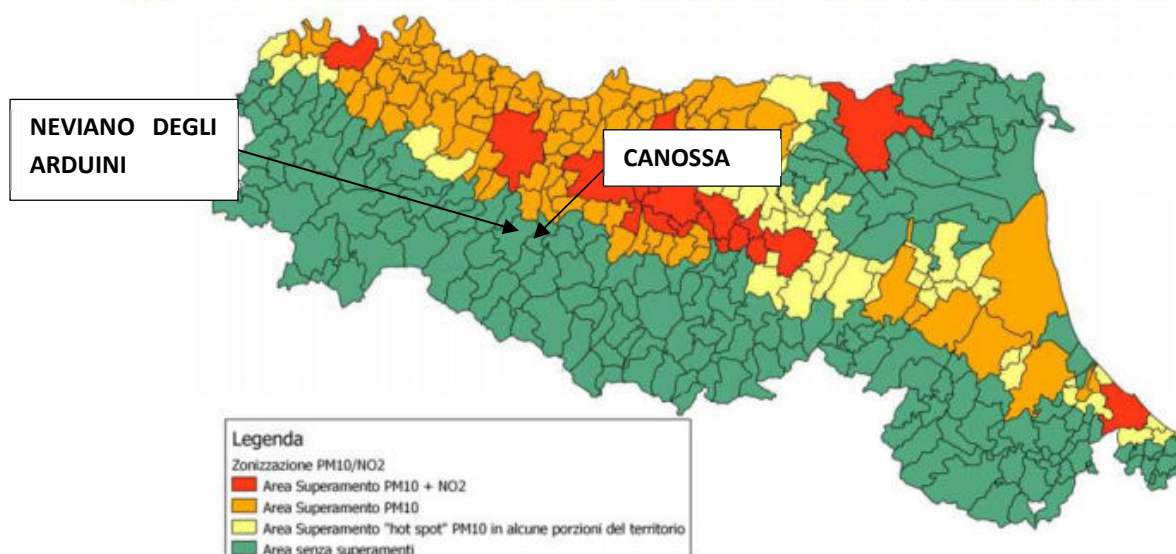 NEVIANO DEGLI
ARDUINI
CANOSSA
Legenda
Zonizzazione PM10/NO2
Area Superamento PM10 + NO2
Area Superamento PM10
Area Superamento "hot spot" PM10 in alcune porzioni del territorio
Area senza superamenti